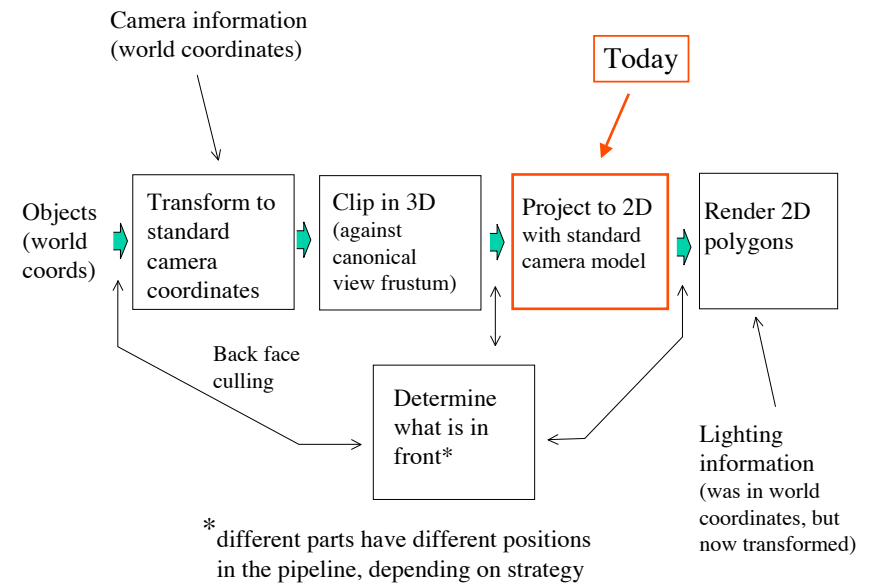 Camera information
(world coordinates)
Today
Objects
(world
coords)
Transform to
standard
camera
coordinates
Clip in 3D
(against
canonical
view frustum)
Project to 2D
with standard
camera model
Render 2D
polygons
Back face
culling
Determine
what is in
front*
Lighting
information
(was in world
coordinates, but
now transformed)
*different parts have different positions
in the pipeline, depending on strategy